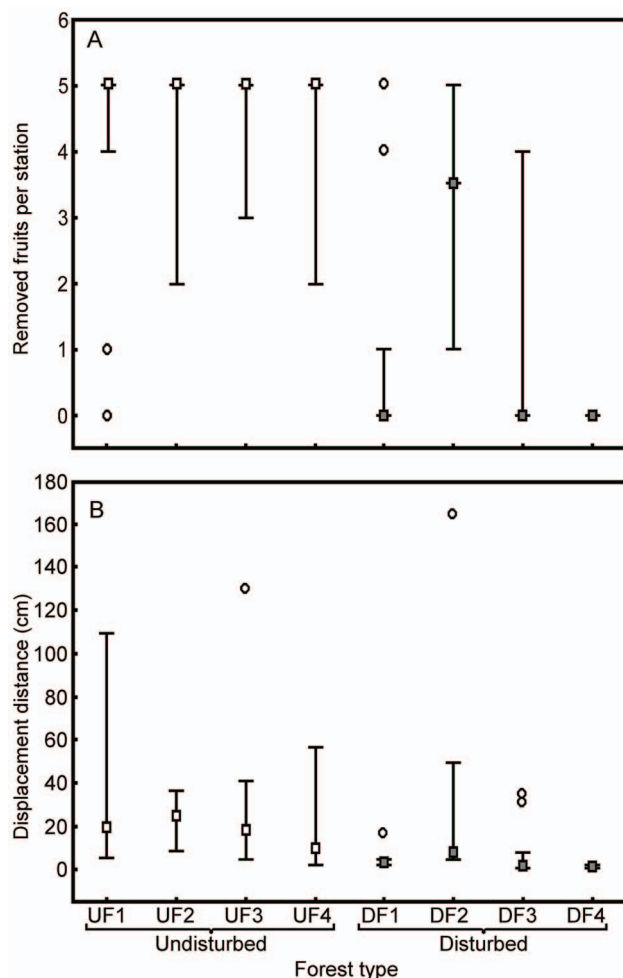 A
Removed fruits per station
6
5
4
3
2
1
0
B
Displacement distance (cm)
180
160
140
120
100
80
60
40
20
0
UF1 UF2 UF3 UF4 DF1 DF2 DF3 DF4
Undisturbed Disturbed
Forest type